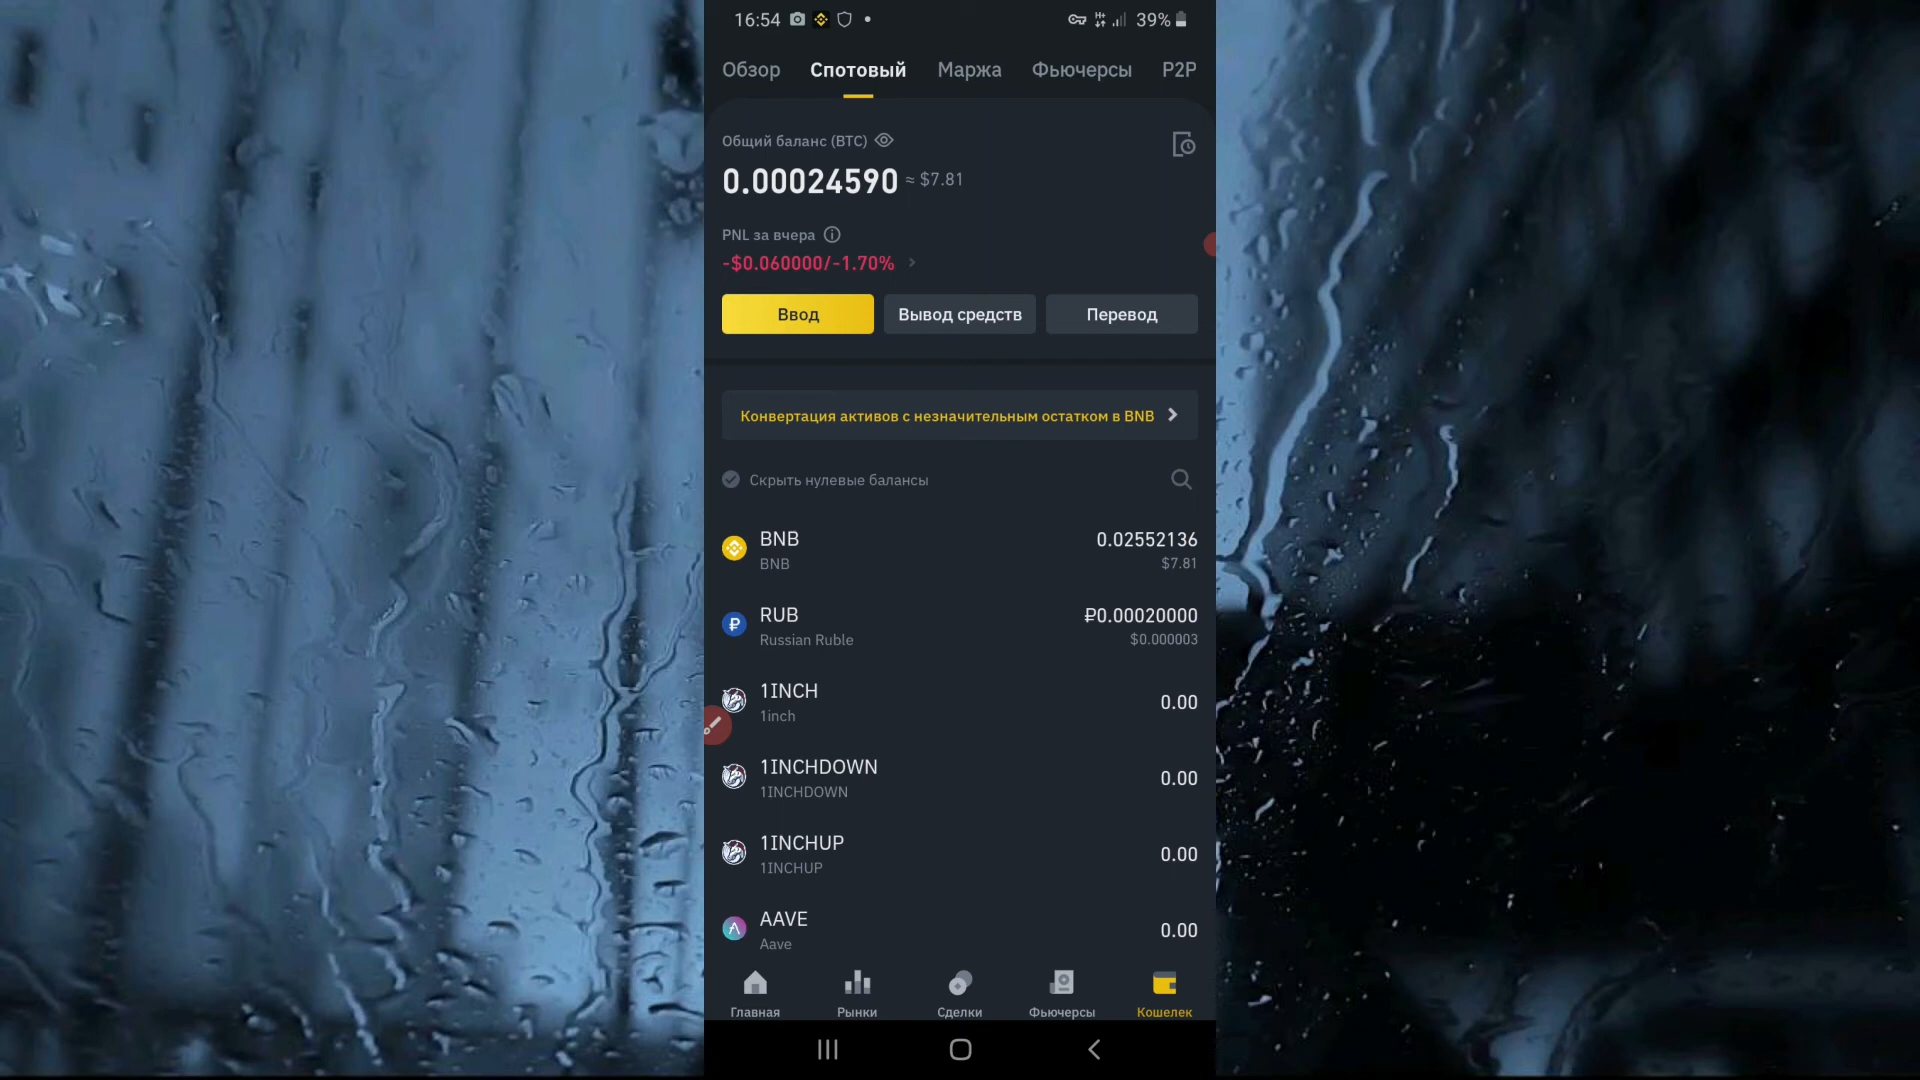 16:54 39%
Обзор Спотовый Маржа Фьючерсы P2P
Общий баланс (BTC)
0.00024590 ≈ $7.81
PNL за вчера
-$0.060000/-1.70%
Ввод Вывод средств Перевод
Конвертация активов с незначительным остатком в BNB
Скрыть нулевые балансы
BNB 0.02552136
BNB $7.81
RUB ₽0.00020000
Russian Ruble $0.000003
1INCH
1inch 0.00
1INCHDOWN
1INCHDOWN 0.00
1INCHUP
1INCHUP 0.00
AAVE
Aave 0.00
Главная Рынки Сделки Фьючерсы Кошелек